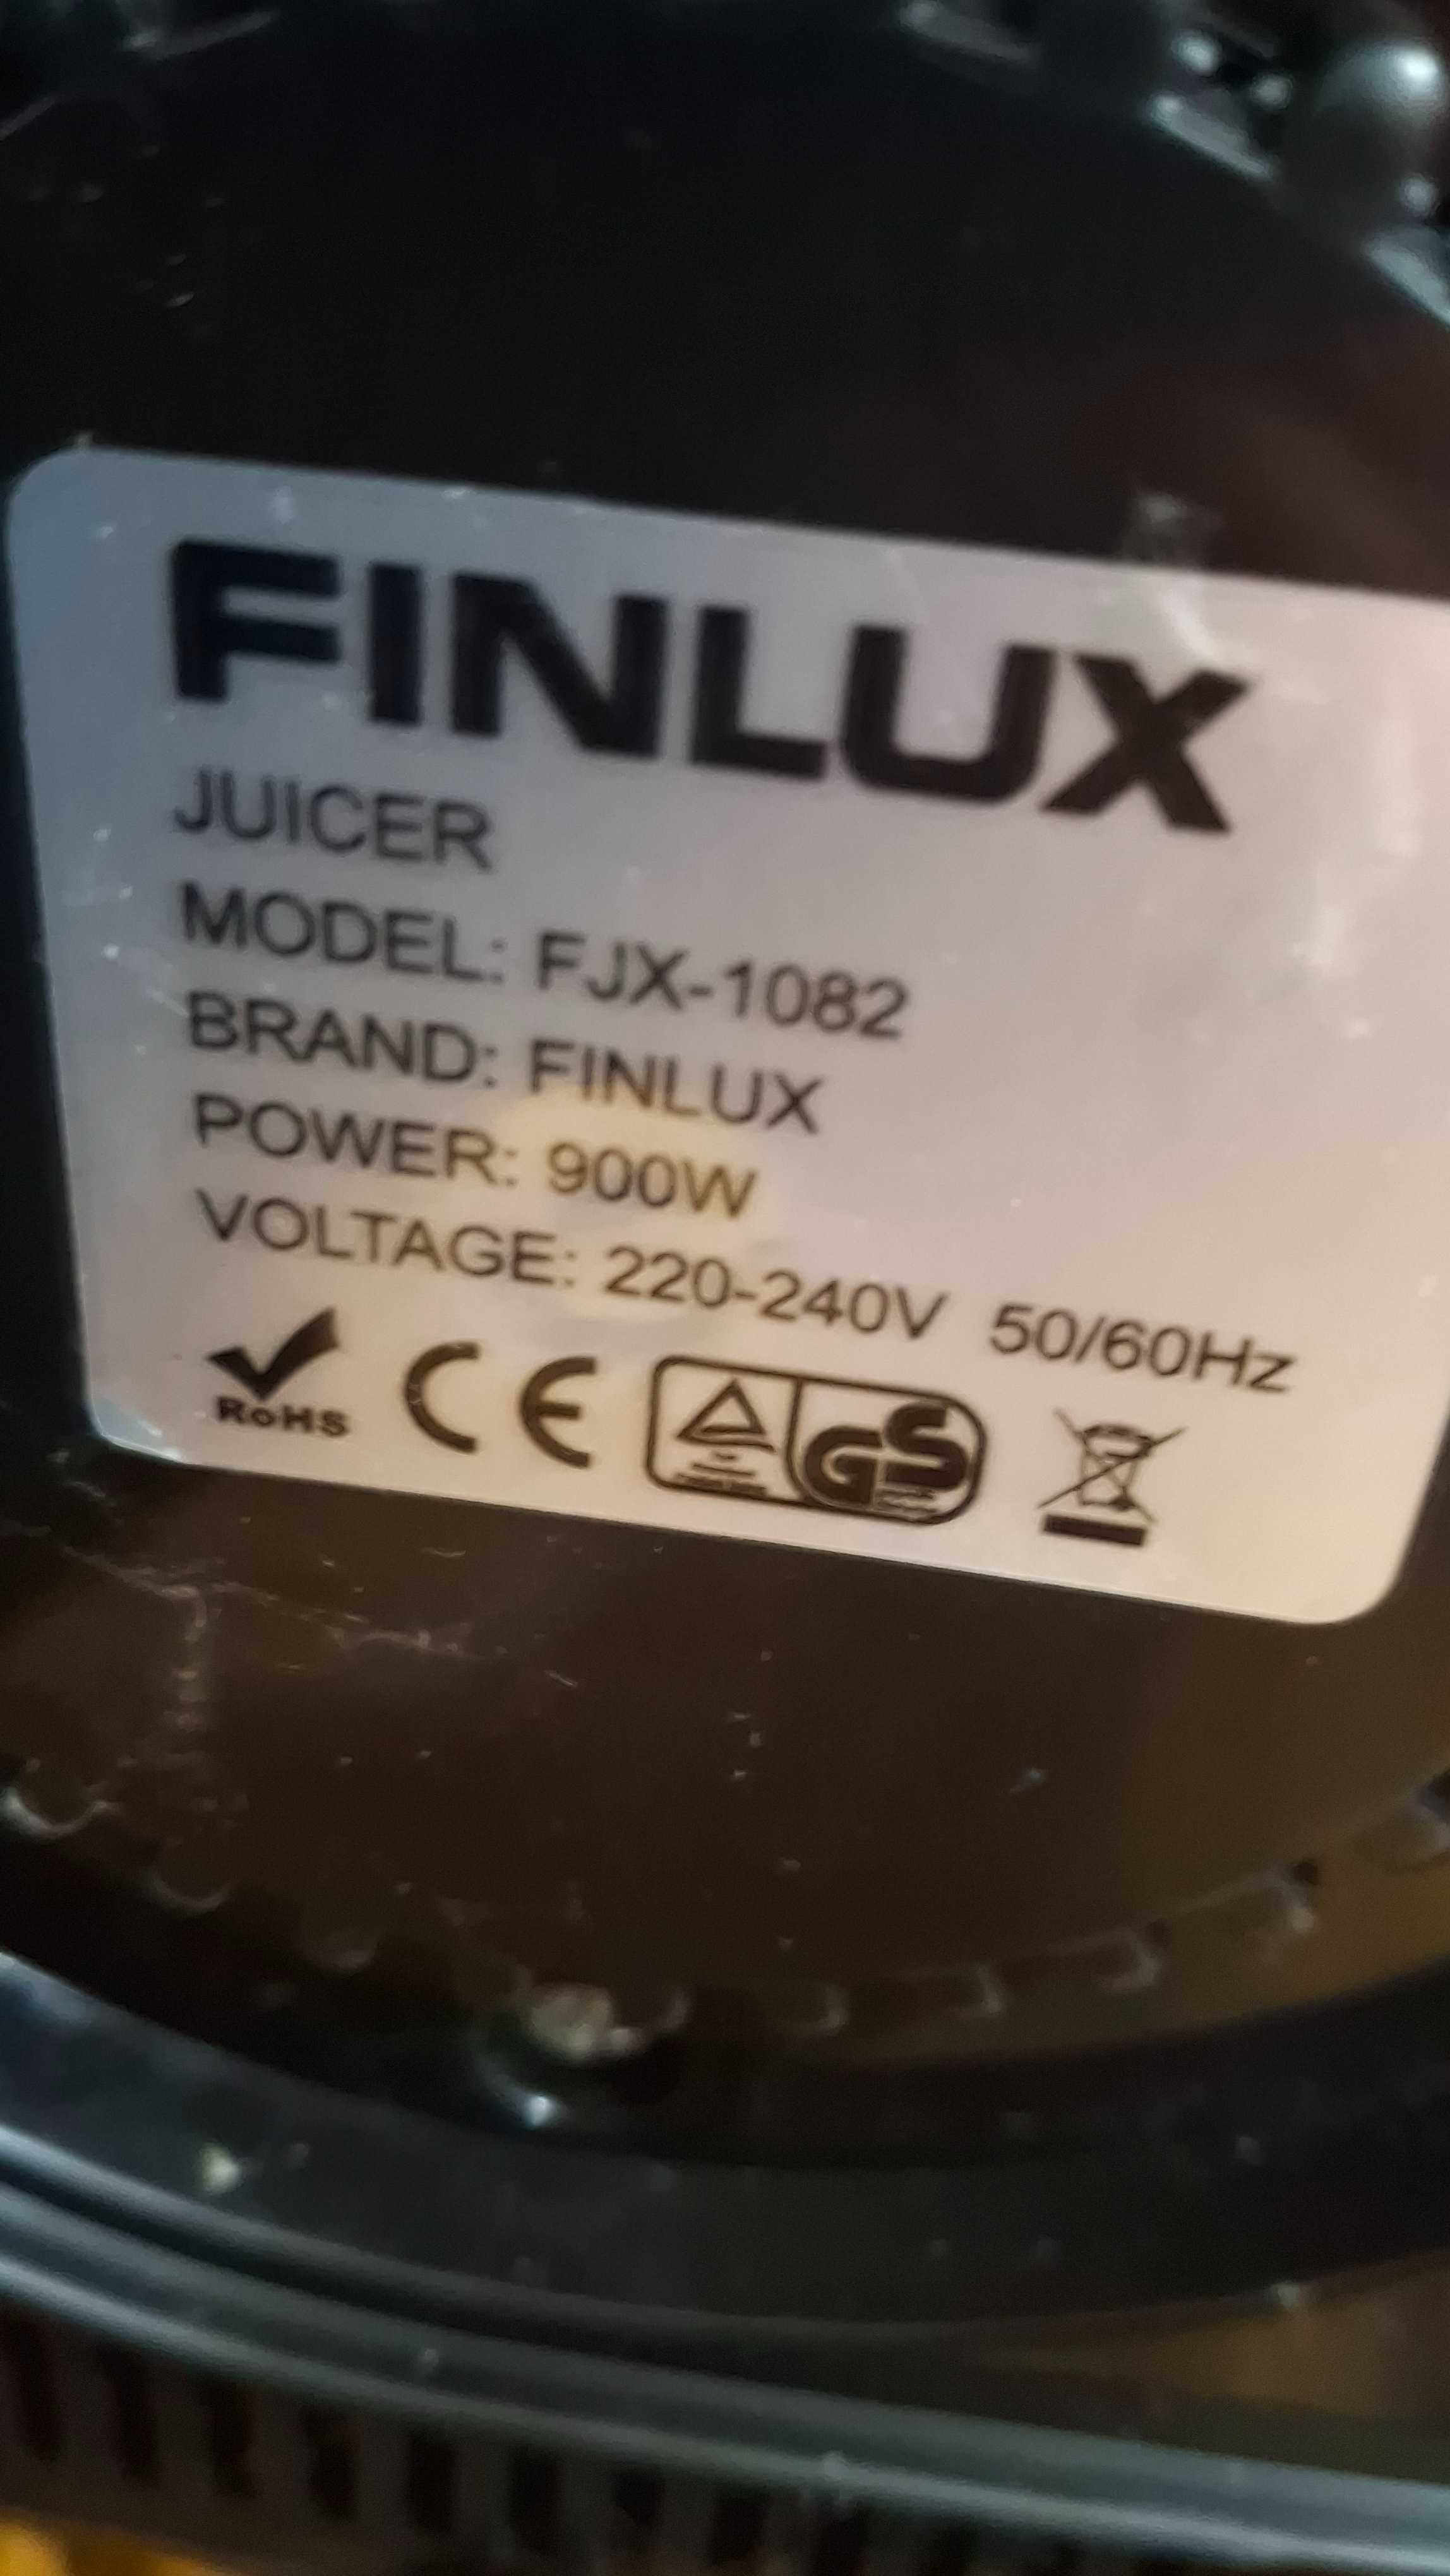 FINLUX
JUICER
MODEL: FJX-1082
BRAND: FINLUX
POWER: 900W
VOLTAGE: 220-240V 50/60Hz
RoHS CE GS